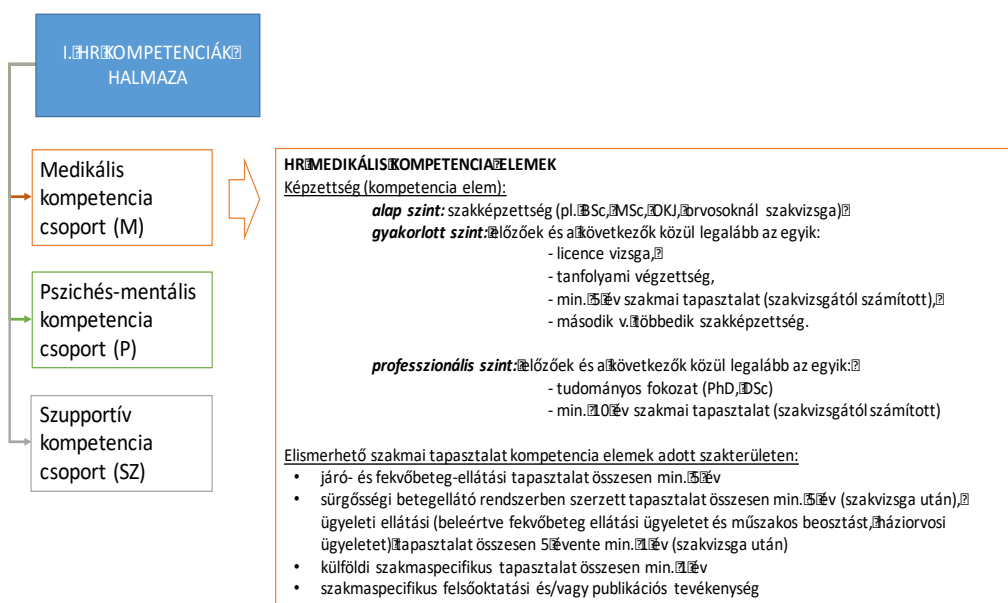 I. HR KOMPETENCIÁK
HALMAZA
Medikális
kompetencia
csoport (M)
Pszichés-mentális
kompetencia
csoport (P)
Szupportív
kompetencia
csoport (SZ)
HR MEDIKÁLIS KOMPETENCIA ELEMEK
Képzettség (kompetencia elem):
alap szint: szakképzettség (pl. BSc, MSc, OKJ, orvosoknál szakvizsga)
gyakorlott szint: előzőek és a következők közül legalább az egyik:
- licence vizsga,
- tanfolyami végzettség,
- min. 5 év szakmai tapasztalat (szakvizsgától számított),
- második v. többedik szakképzettség.
professzionális szint: előzőek és a következők közül legalább az egyik:
- tudományos fokozat (PhD, DSc)
- min. 10 év szakmai tapasztalat (szakvizsgától számított)
Elismerhető szakmai tapasztalat kompetencia elemek adott szakterületen:
• járó- és fekvőbeteg-ellátási tapasztalat összesen min. 5 év
• sürgősségi betegellátó rendszerben szerzett tapasztalat összesen min. 5 év (szakvizsga után),
ügyeleti ellátási (beleértve fekvőbeteg ellátási ügyeletet és műszakos beosztást, háziorvosi
ügyeletet) tapasztalat összesen 5 évente min. 1 év (szakvizsga után)
• külföldi szakmaspecifikus tapasztalat összesen min. 1 év
• szakmaspecifikus felsőoktatási és/vagy publikációs tevékenység